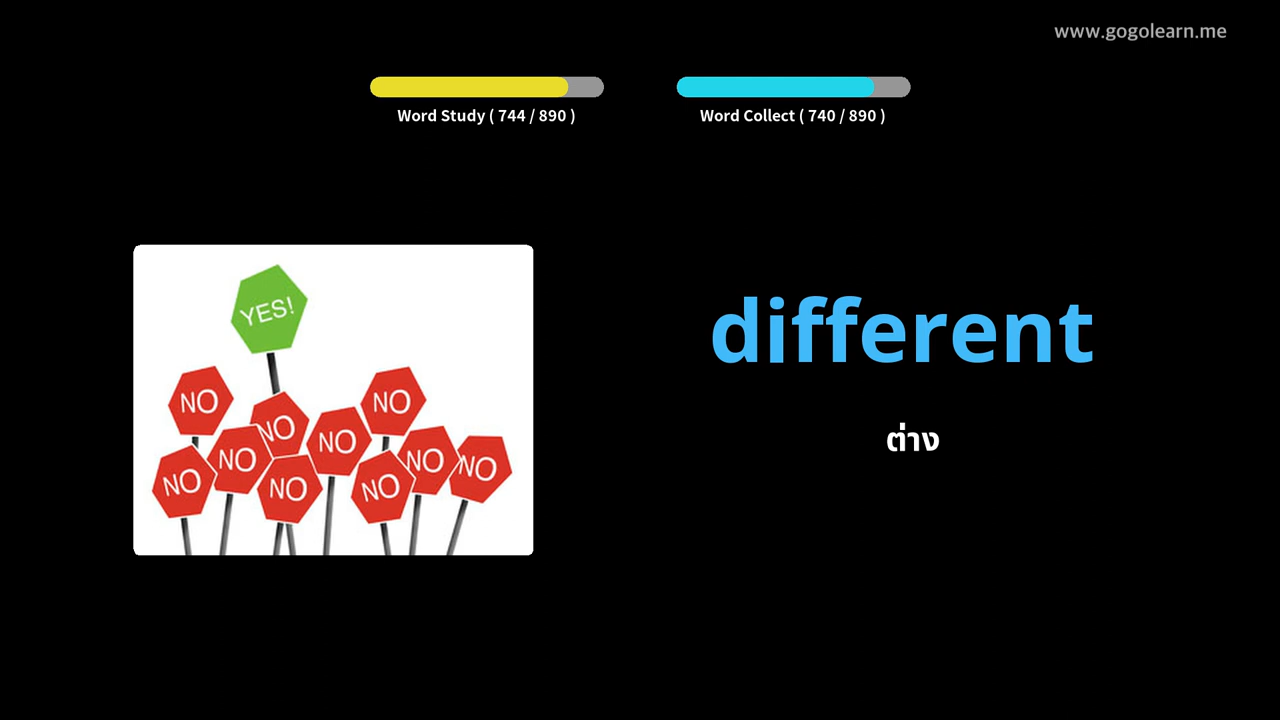 www.gogolearn.me
Word Study ( 744 / 890 )
Word Collect ( 740 / 890 )
YES!
NO
NO
NO
NO
NO
NO
NO
NO
NO
NO
different
ต่าง